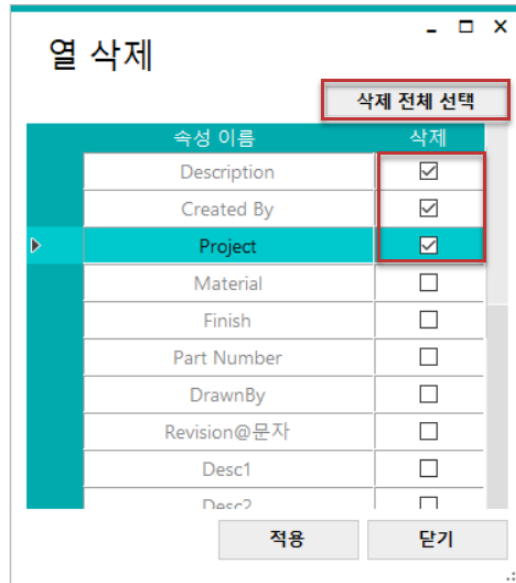 열 삭제
삭제 전체 선택
속성 이름 삭제
Description
Created By
Project
Material
Finish
Part Number
DrawnBy
Revision@문자
Desc1
Desc2
적용 닫기